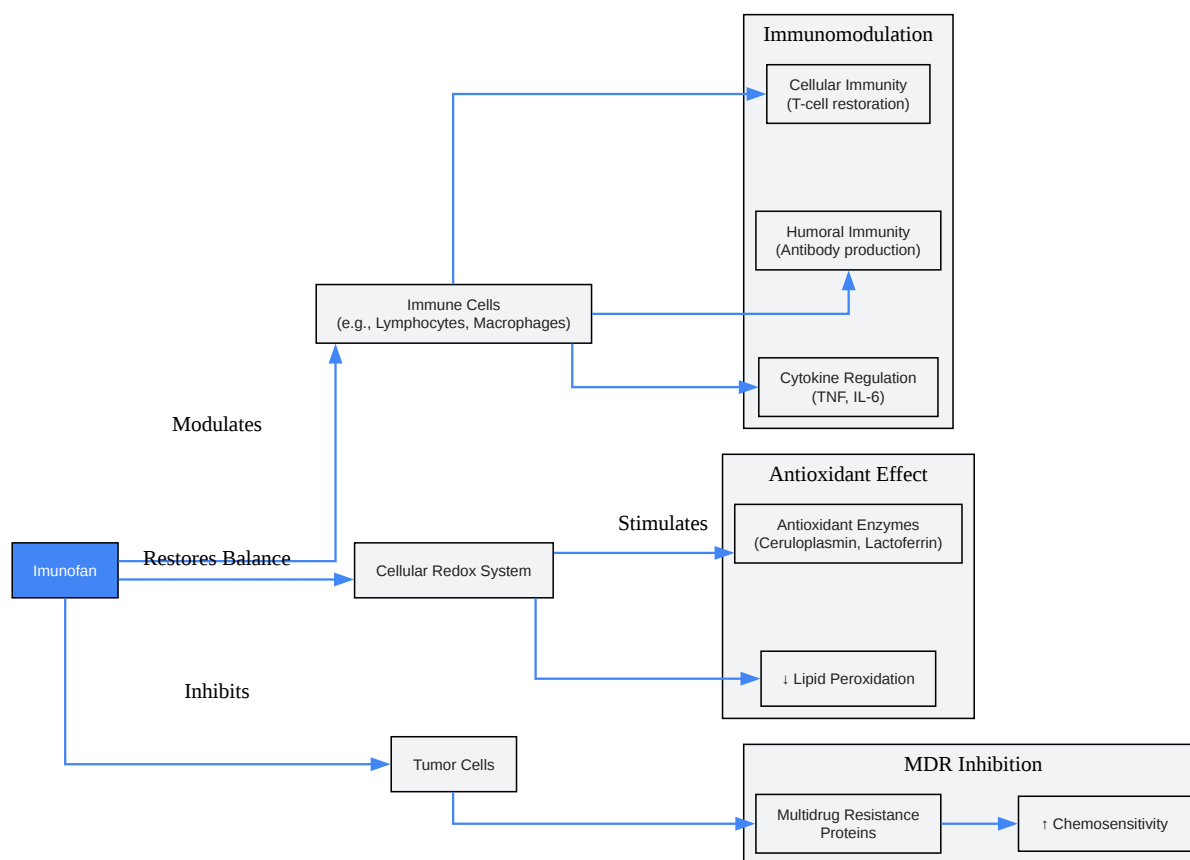 Immunomodulation
Cellular Immunity
(T-cell restoration)
Humoral Immunity
(Antibody production)
Immune Cells
(e.g., Lymphocytes, Macrophages)
Cytokine Regulation
(TNF, IL-6)
Modulates
Antioxidant Effect
Stimulates
Antioxidant Enzymes
(Ceruloplasmin, Lactoferrin)
Restores Balance
Imunofan
Cellular Redox System
↓ Lipid Peroxidation
Inhibits
Tumor Cells
MDR Inhibition
Multidrug Resistance
Proteins
↑ Chemosensitivity